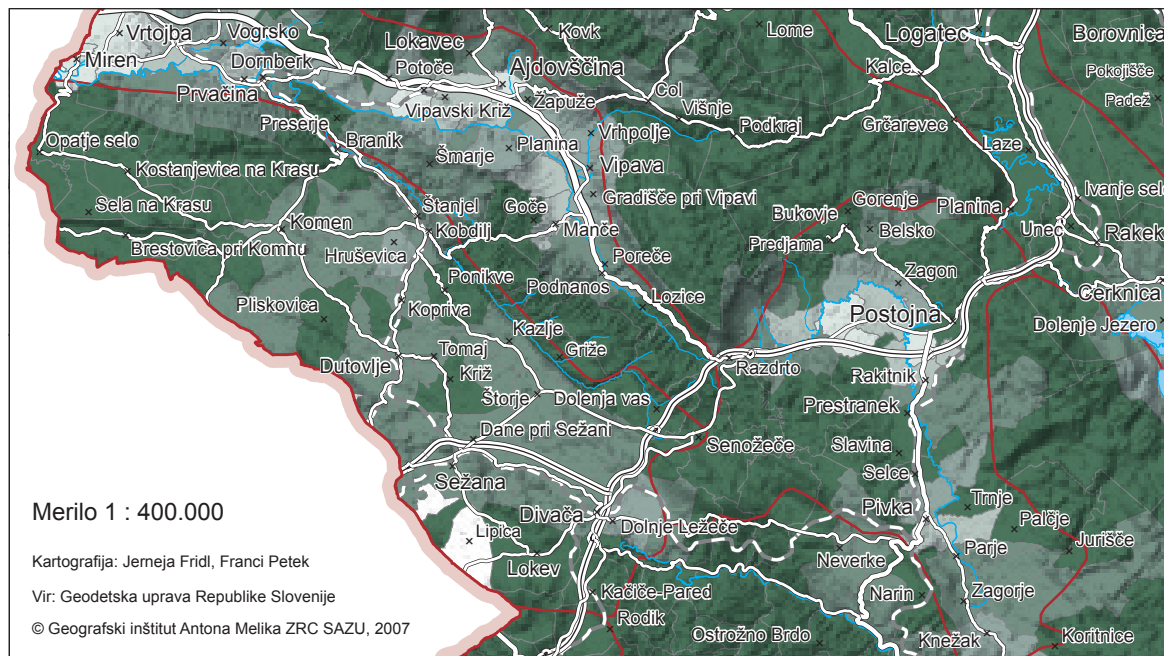 Vrtojba
Vogrsko
Lokavec
Kovk
Lome
Logatec
Borovnica
Miren
Dornberk
Potoče
Ajdovščina
Kalce
Pokojišče
Prvačina
Vipavski Križ
Žapuže
Col
Višnje
Padež
Preserje
Vrhpolje
Podkraj
Grčarevec
Opatje selo
Branik
Šmarje
Planina
Vipava
Laze
Kostanjevica na Krasu
Gradišče pri Vipavi
Ivanje selo
Sela na Krasu
Štanjel
Goče
Bukovje
Gorenje
Planina
Komen
Kobdilj
Manče
Belsko
Unec
Rakek
Brestovica pri Komnu
Hruševica
Predjama
Poreče
Ponikve
Podnanos
Zagon
Pliskovica
Kopriva
Lozice
Cerknica
Kazlje
Postojna
Dolenje Jezero
Dutovlje
Tomaj
Griže
Razdrto
Križ
Rakitnik
Štorje
Dolenja vas
Prestranek
Dane pri Sežani
Senožeče
Slavina
Sežana
Selce
Merilo 1 : 400.000
Divača
Trnje
Lipica
Dolnje Ležeče
Pivka
Palčje
Kartografija: Jerneja Fridl, Franci Petek
Lokev
Neverke
Parje
Jurišče
Vir: Geodetska uprava Republike Slovenije
Kačiče-Pared
Narin
Zagorje
© Geografski inštitut Antona Melika ZRC SAZU, 2007
Rodik
Ostrožno Brdo
Knežak
Koritnice